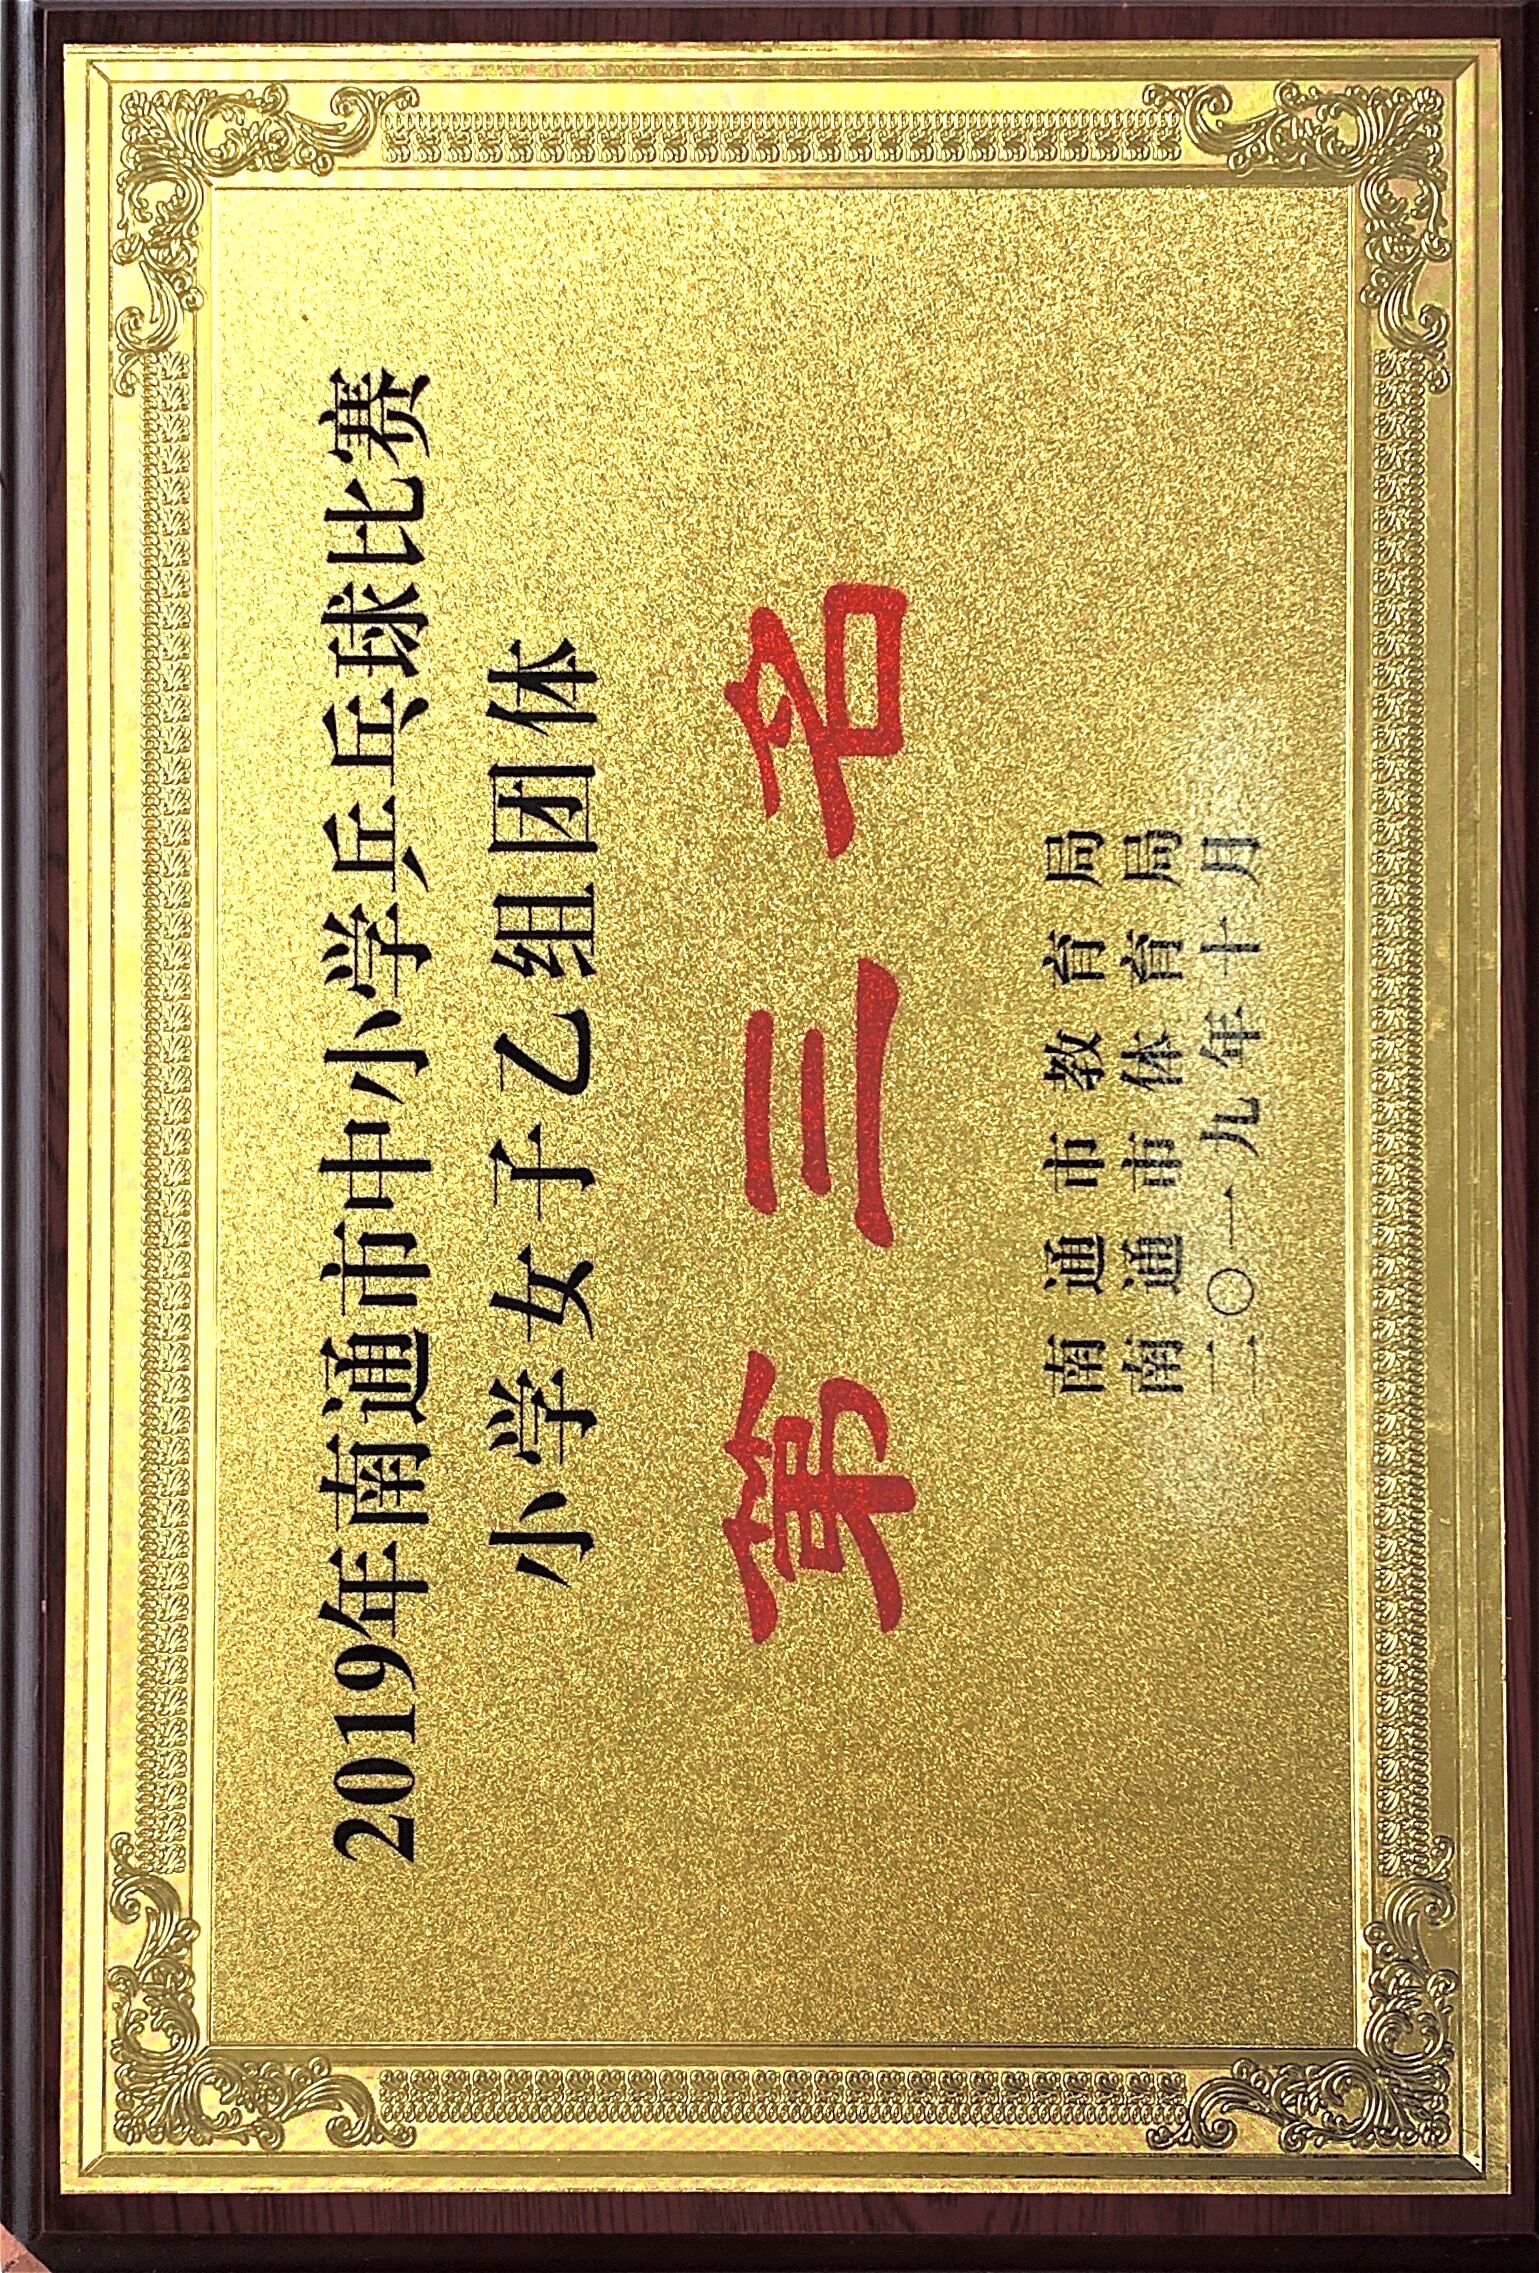 2019年南通市中小学乒乓球比赛
小学女子乙组团体
第三名
南通市教育局
南通市体育局
二〇一九年十月